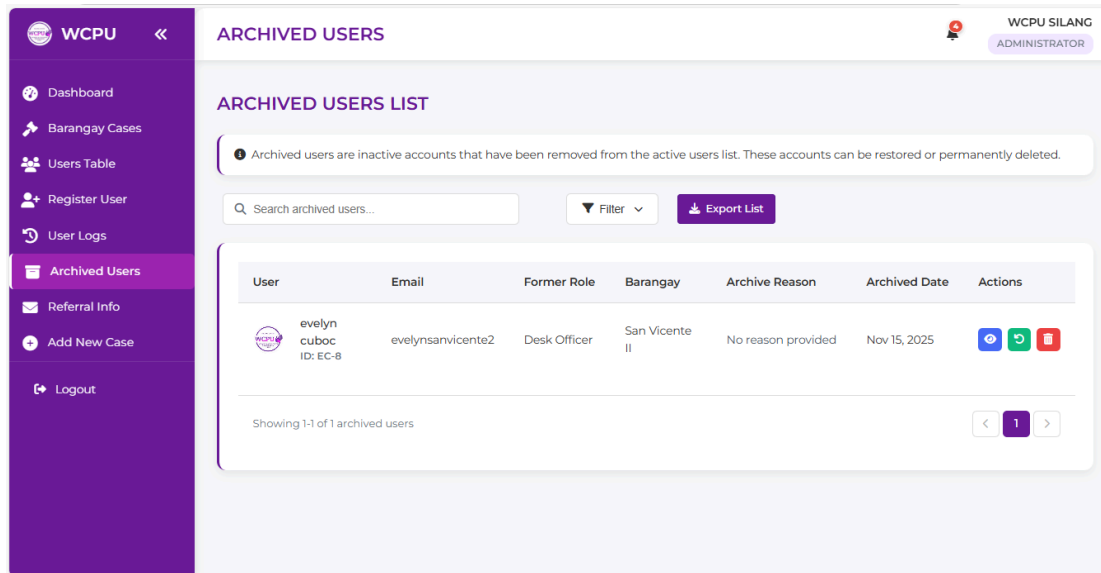 WCPU
ARCHIVED USERS
4
WCPU SILANG
ADMINISTRATOR
Dashboard
Barangay Cases
Users Table
Register User
User Logs
Archived Users
Referral Info
Add New Case
Logout
ARCHIVED USERS LIST
Archived users are inactive accounts that have been removed from the active users list. These accounts can be restored or permanently deleted.
Search archived users...
Filter
Export List
User Email Former Role Barangay Archive Reason Archived Date Actions
evelyn
cuboc
ID: EC-8
evelynsanvicente2
Desk Officer
San Vicente
II
No reason provided
Nov 15, 2025
Showing 1-1 of 1 archived users
1